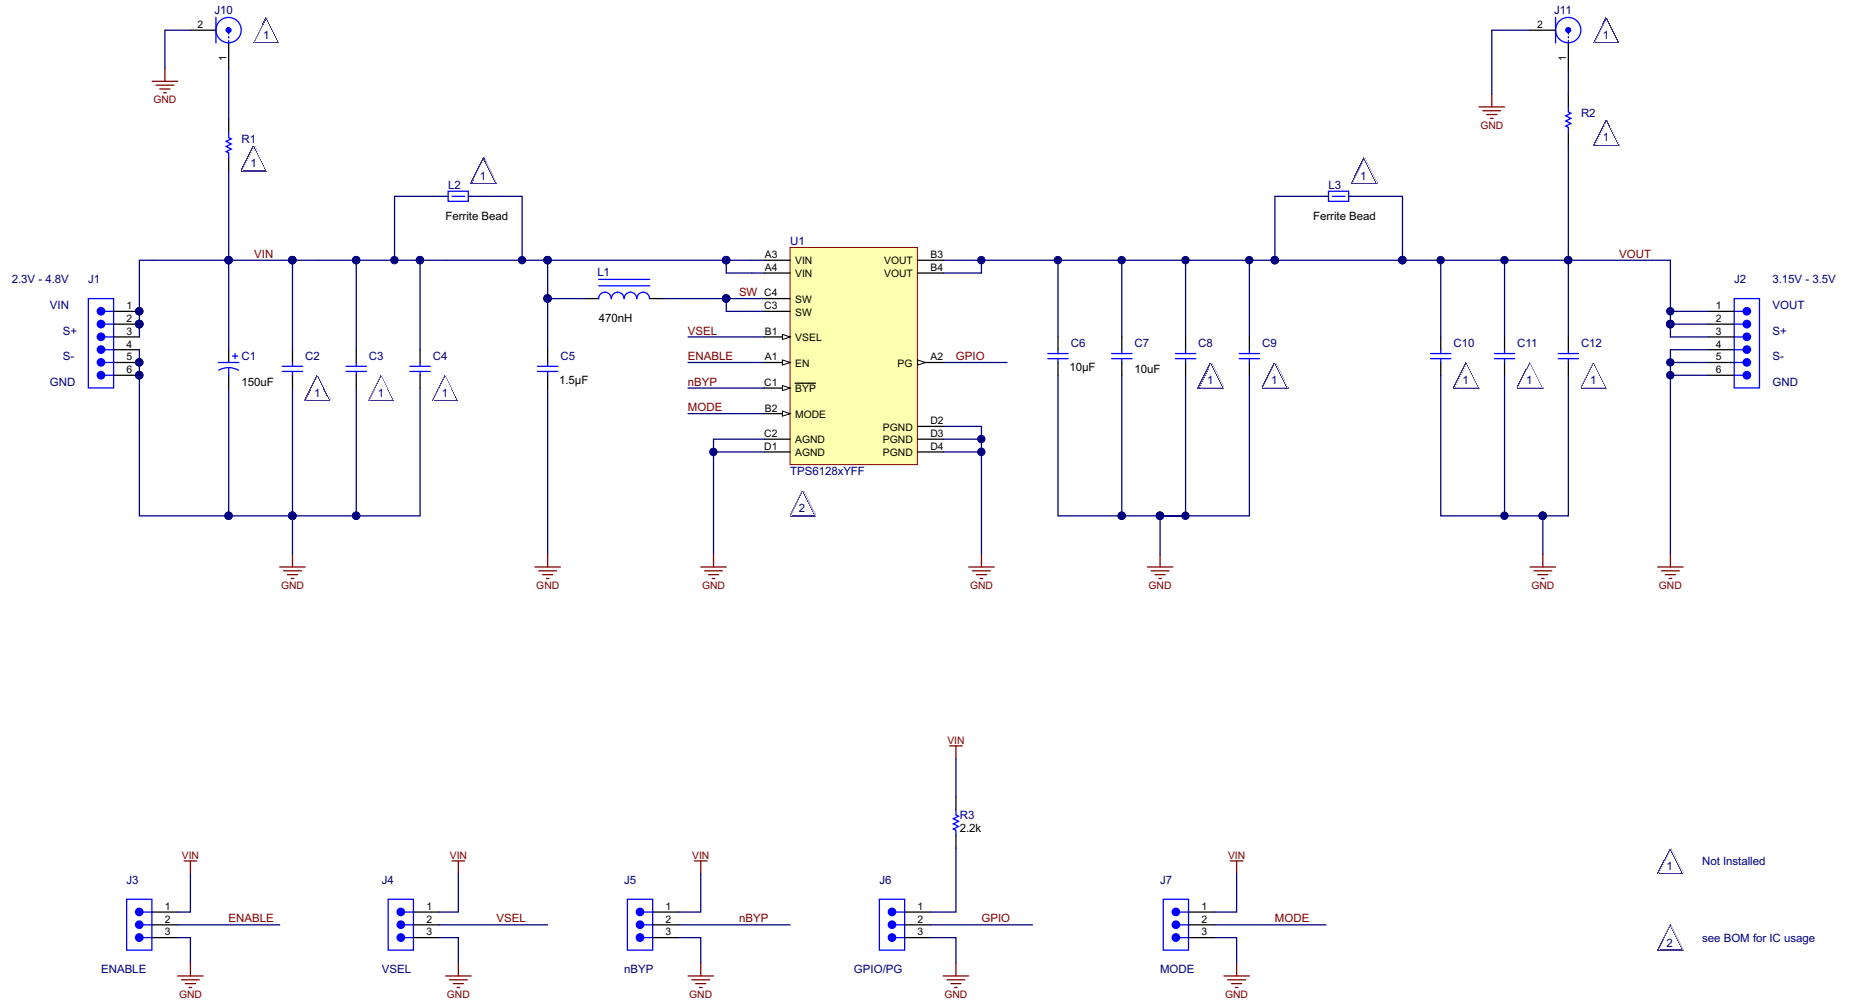 J10
2
1
1
GND
R1
1
J11
2
1
1
GND
R2
1
L2
1
Ferrite Bead
L3
1
Ferrite Bead
VIN
VOUT
2.3V - 4.8V
J1
VIN
S+
S-
GND
1
2
3
4
5
6
C1
+
150uF
C2
1
C3
1
C4
1
GND
C5
1.5µF
GND
L1
470nH
SW
VSEL
ENABLE
nBYP
MODE
U1
A3 VIN
A4 VIN
C4 SW
C3 SW
B1 VSEL
A1 EN
C1 BYP
B2 MODE
C2 AGND
D1 AGND
VOUT B3
VOUT B4
PG A2 GPIO
PGND D2
PGND D3
PGND D4
TPS6128xYFF
2
GND
GND
C6
10µF
C7
10uF
C8
1
C9
1
GND
C10
1
C11
1
C12
1
GND
J2
3.15V - 3.5V
1
2
3
4
5
6
VOUT
S+
S-
GND
GND
J3
VIN
1
2
3
ENABLE
ENABLE
GND
J4
VIN
1
2
3
VSEL
VSEL
GND
J5
VIN
1
2
3
nBYP
nBYP
GND
VIN
R3
2.2k
J6
1
2
3
GPIO
GPIO/PG
GND
J7
VIN
1
2
3
MODE
MODE
GND
1 Not Installed
2 see BOM for IC usage